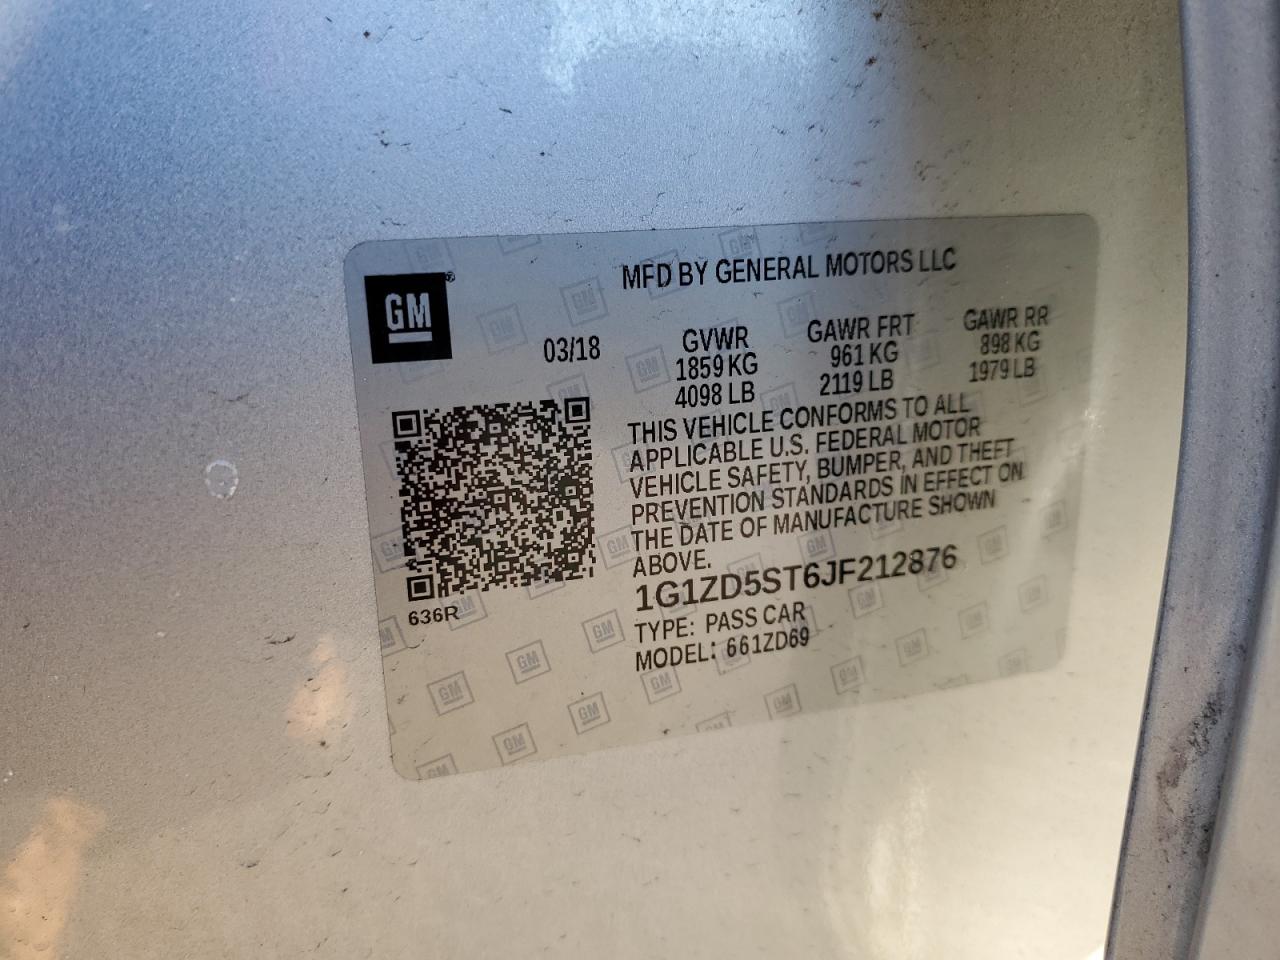 GM®
MFD BY GENERAL MOTORS LLC
03/18
GVWR
1859 KG
4098 LB
GAWR FRT
961 KG
2119 LB
GAWR RR
898 KG
1979 LB
THIS VEHICLE CONFORMS TO ALL
APPLICABLE U.S. FEDERAL MOTOR
VEHICLE SAFETY, BUMPER, AND THEFT
PREVENTION STANDARDS IN EFFECT ON
THE DATE OF MANUFACTURE SHOWN
ABOVE.
1G1ZD5ST6JF212876
TYPE: PASS CAR
MODEL: 661ZD69
636R